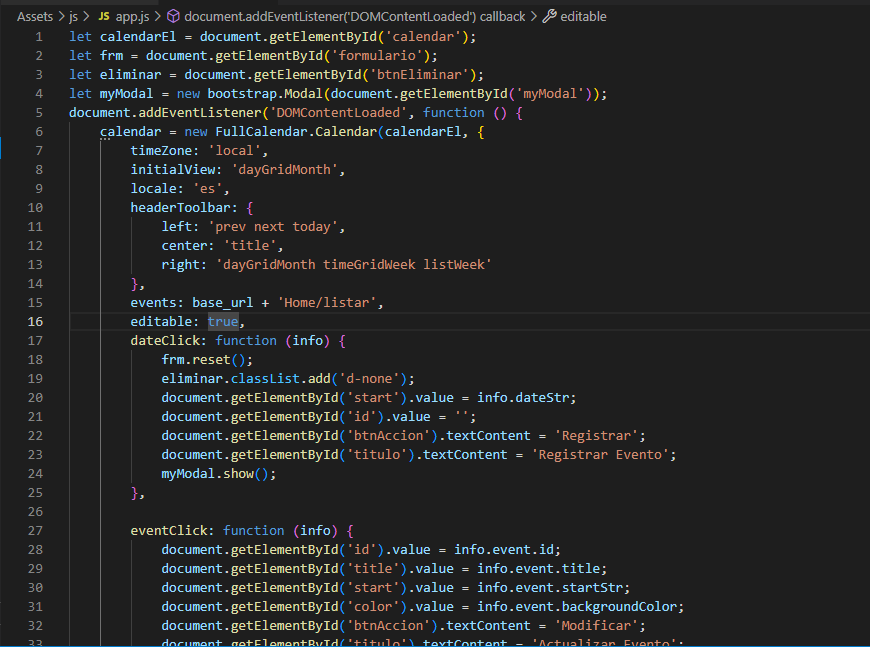 Assets > js > JS app.js > document.addEventListener('DOMContentLoaded') callback > editable
1 let calendarEl = document.getElementById('calendar');
2 let frm = document.getElementById('formulario');
3 let eliminar = document.getElementById('btnEliminar');
4 let myModal = new bootstrap.Modal(document.getElementById('myModal'));
5 document.addEventListener('DOMContentLoaded', function () {
6     calendar = new FullCalendar.Calendar(calendarEl, {
7         timeZone: 'local',
8         initialView: 'dayGridMonth',
9         locale: 'es',
10         headerToolbar: {
11             left: 'prev next today',
12             center: 'title',
13             right: 'dayGridMonth timeGridWeek listWeek'
14         },
15         events: base_url + 'Home/listar',
16         editable: true,
17         dateClick: function (info) {
18             frm.reset();
19             eliminar.classList.add('d-none');
20             document.getElementById('start').value = info.dateStr;
21             document.getElementById('id').value = '';
22             document.getElementById('btnAccion').textContent = 'Registrar';
23             document.getElementById('titulo').textContent = 'Registrar Evento';
24             myModal.show();
25         },
26
27         eventClick: function (info) {
28             document.getElementById('id').value = info.event.id;
29             document.getElementById('title').value = info.event.title;
30             document.getElementById('start').value = info.event.startStr;
31             document.getElementById('color').value = info.event.backgroundColor;
32             document.getElementById('btnAccion').textContent = 'Modificar';
33             document.getElementById('titulo').textContent = 'Actualizar Evento';